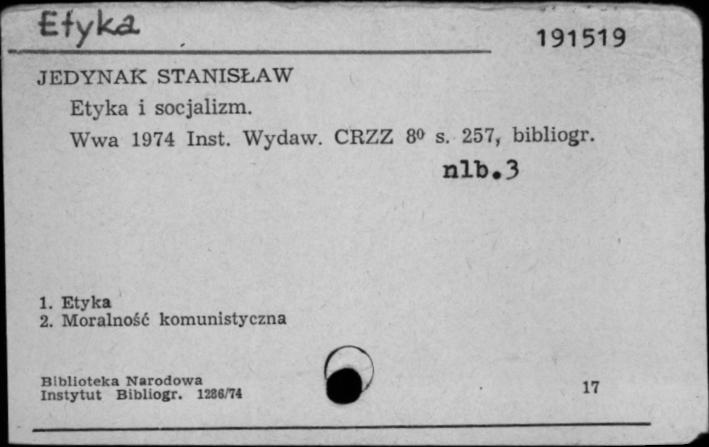 Etyka
191519
JEDYNAK STANISŁAW
Etyka i socjalizm.
Wwa 1974 Inst. Wydaw. CRZZ 8⁰ s. 257, bibliogr.
nlb.3
1. Etyka
2. Moralność komunistyczna
Biblioteka Narodowa
Instytut Bibliogr. 1286/74
17